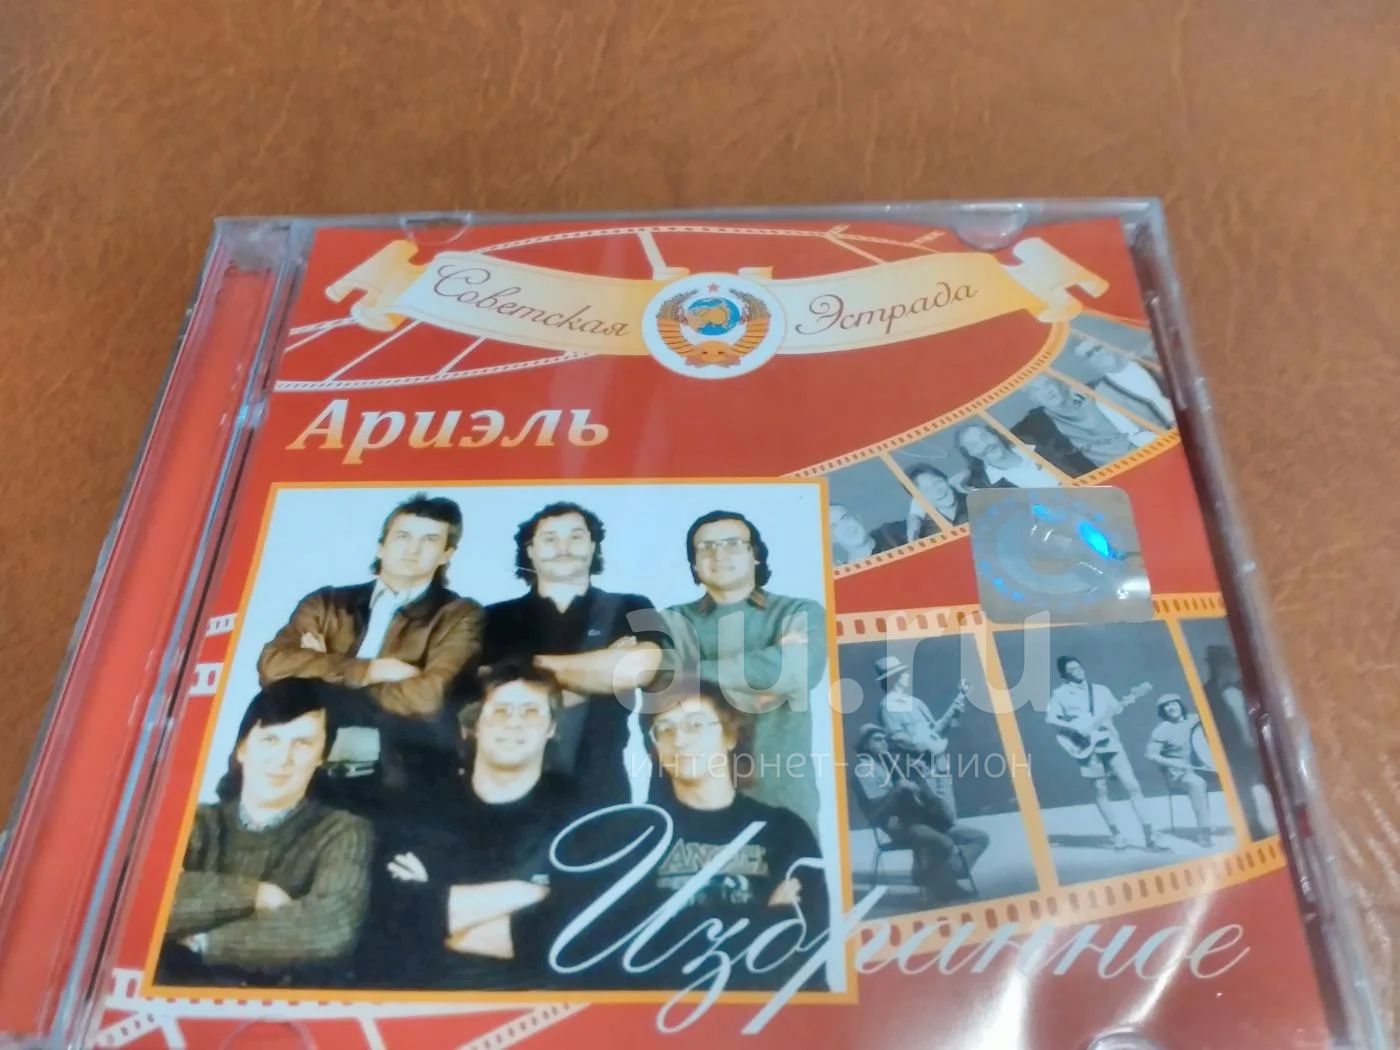 Советская Эстрада
Ариэль
au.ru
интернет-аукцион
Избранное